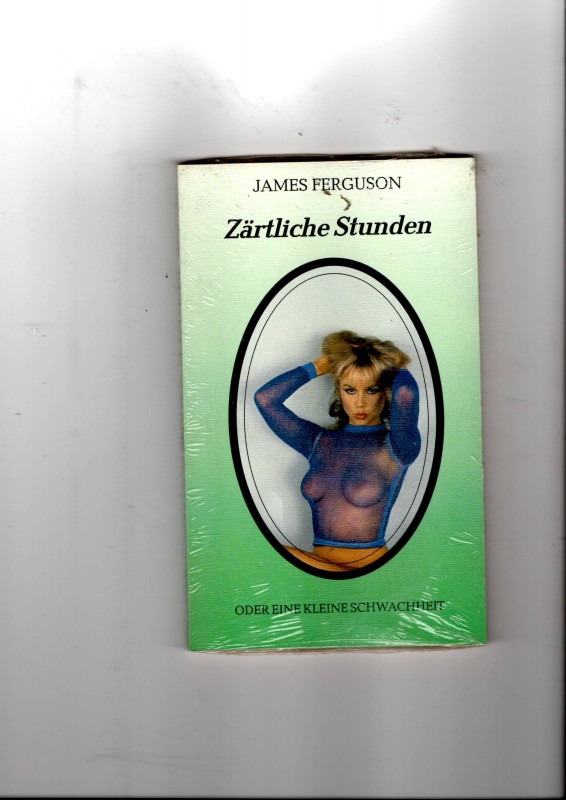 JAMES FERGUSON
Zärtliche Stunden
ODER EINE KLEINE SCHWACHHEIT